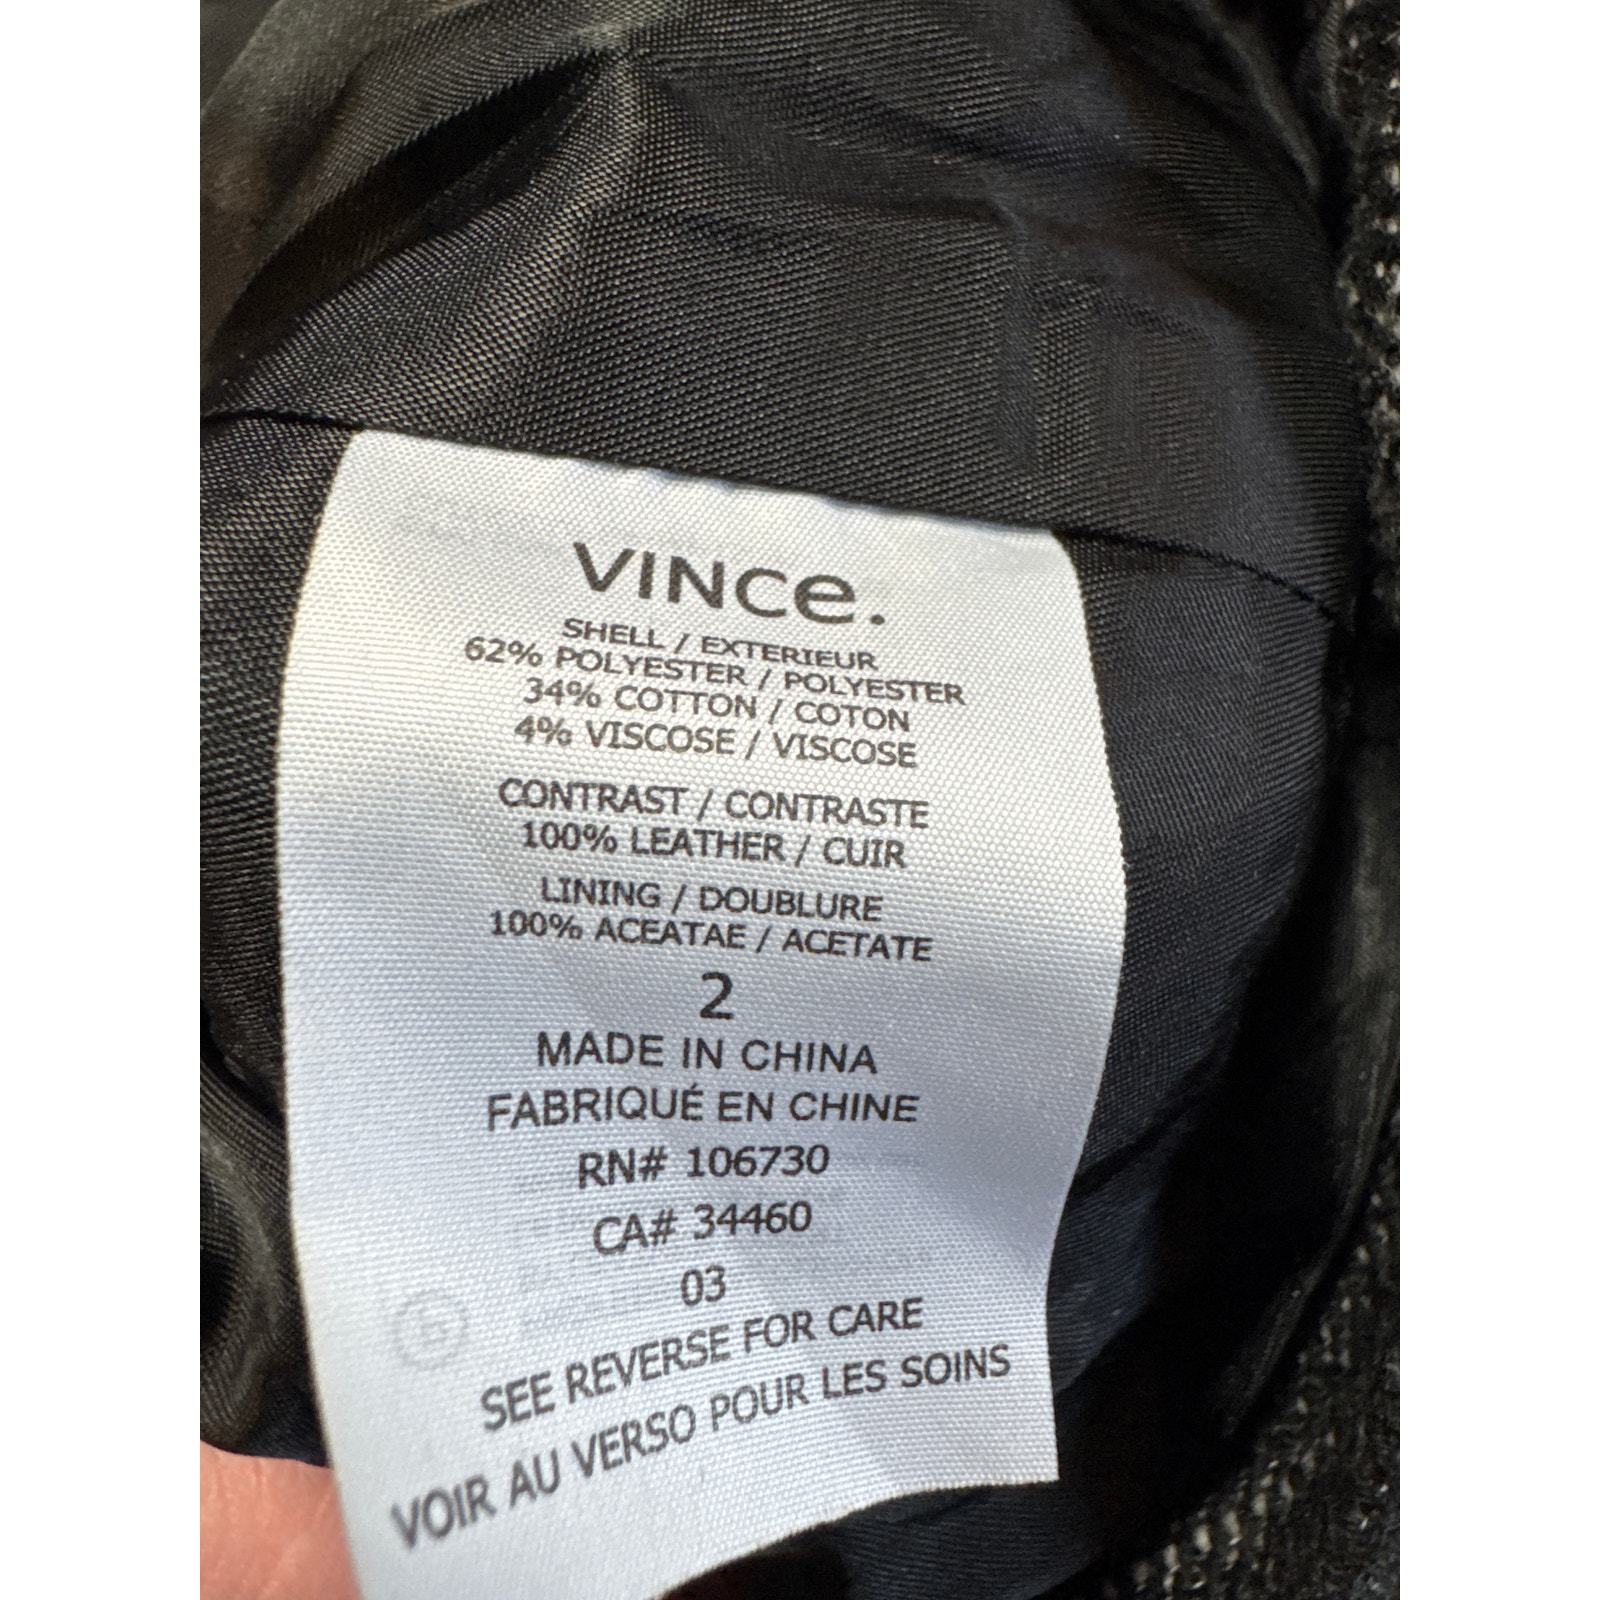 VINCe.
SHELL / EXTERIEUR
62% POLYESTER / POLYESTER
34% COTTON / COTON
4% VISCOSE / VISCOSE
CONTRAST / CONTRASTE
100% LEATHER / CUIR
LINING / DOUBLURE
100% ACEATAE / ACETATE
2
MADE IN CHINA
FABRIQUÉ EN CHINE
RN# 106730
CA# 34460
03
SEE REVERSE FOR CARE
VOIR AU VERSO POUR LES SOINS